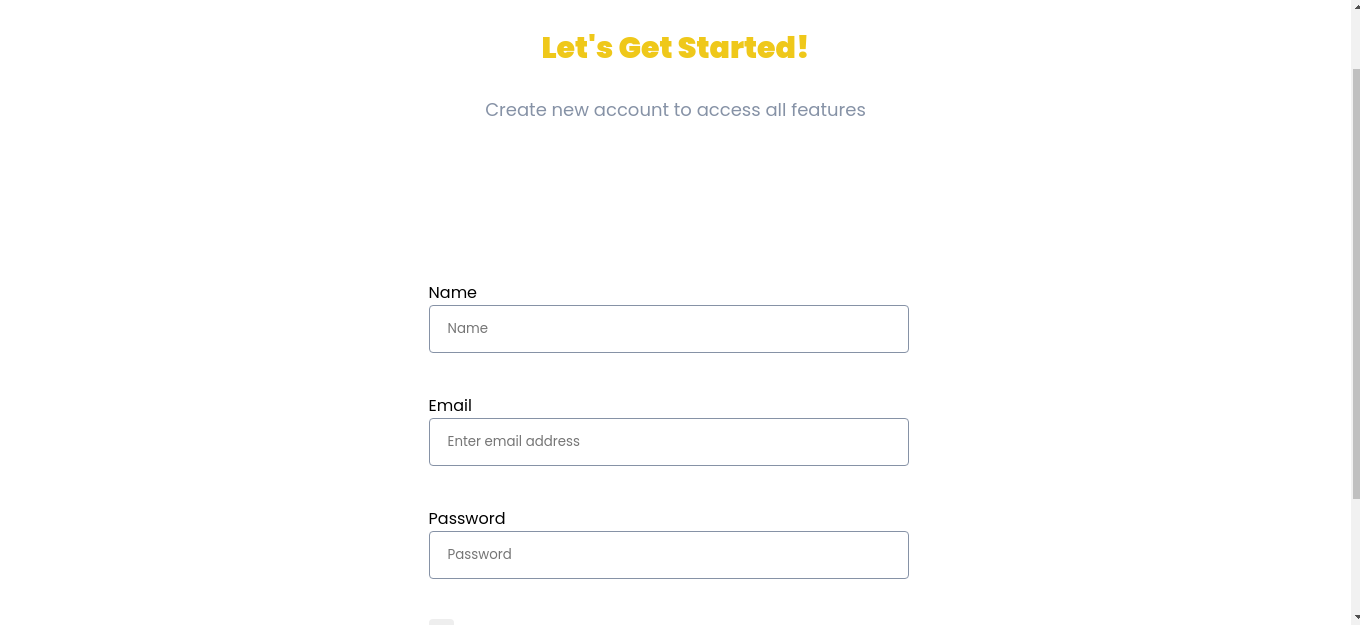 Let's Get Started!
Create new account to access all features
Name
Name
Email
Enter email address
Password
Password